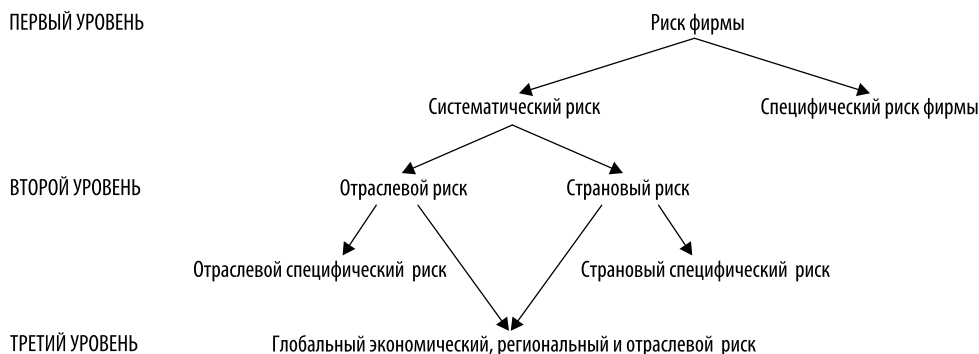 ПЕРВЫЙ УРОВЕНЬ
Риск фирмы
Систематический риск
Специфический риск фирмы
ВТОРОЙ УРОВЕНЬ
Отраслевой риск
Страновый риск
Отраслевой специфический риск
Страновый специфический риск
ТРЕТИЙ УРОВЕНЬ
Глобальный экономический, региональный и отраслевой риск